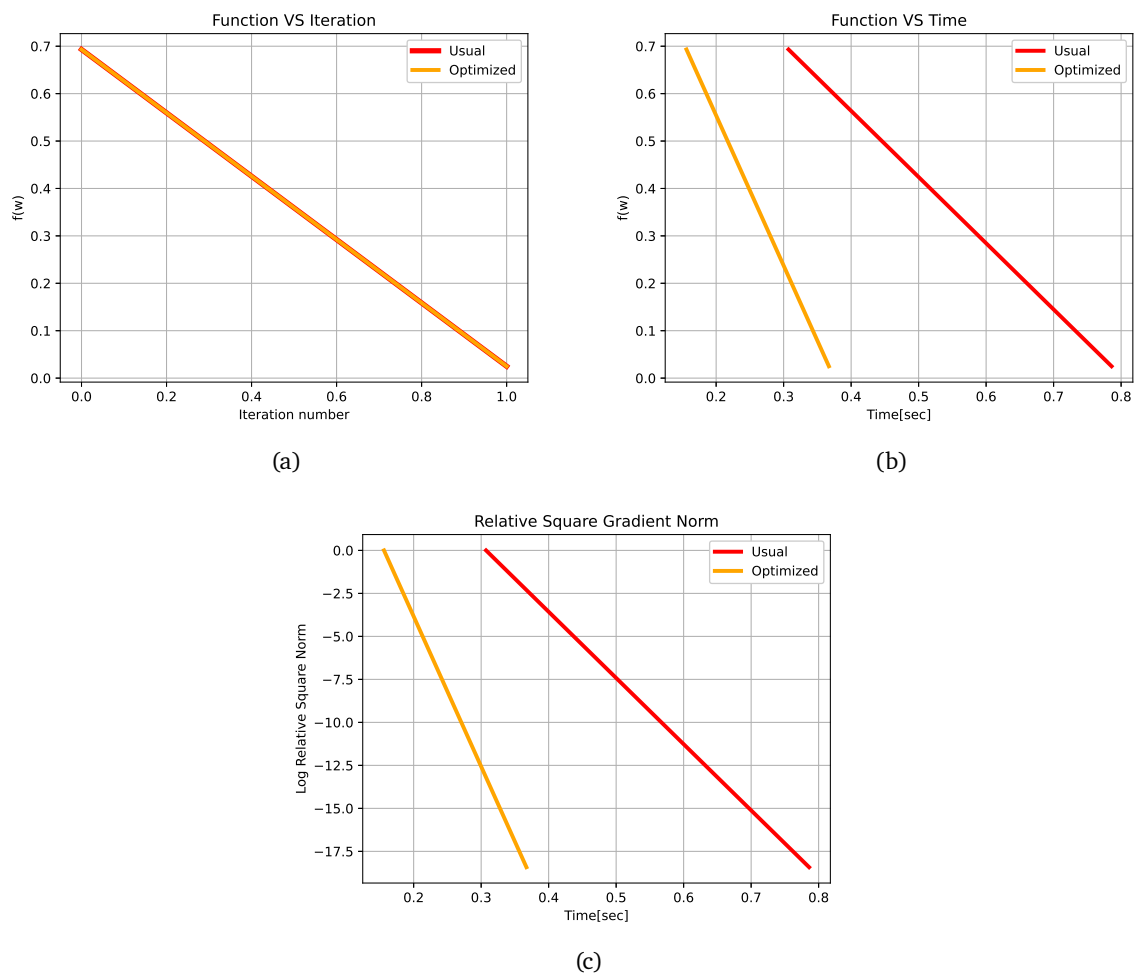 Function VS Iteration
Usual
Optimized
f(w)
0.7
0.6
0.5
0.4
0.3
0.2
0.1
0.0
0.0 0.2 0.4 0.6 0.8 1.0
Iteration number
(a)
Function VS Time
Usual
Optimized
f(w)
0.7
0.6
0.5
0.4
0.3
0.2
0.1
0.0
0.2 0.3 0.4 0.5 0.6 0.7 0.8
Time[sec]
(b)
Relative Square Gradient Norm
Usual
Optimized
Log Relative Square Norm
0.0
−2.5
−5.0
−7.5
−10.0
−12.5
−15.0
−17.5
0.2 0.3 0.4 0.5 0.6 0.7 0.8
Time[sec]
(c)